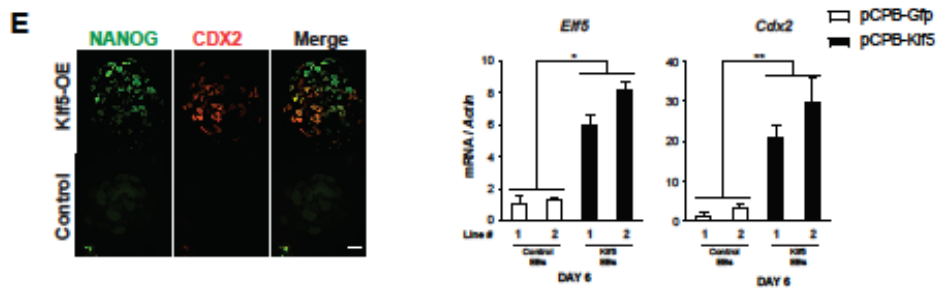 E
NANOG CDX2 Merge
Klf5-OE
Control
Elf5
Cdx2
pCPB-Gfp
pCPB-Klf5
mRNA / Actin
10
8
6
4
2
0
40
30
20
10
0
*
**
Line # 1 2 1 2
1 2 1 2
Control
Klf5
Control
Klf5
DAY 6
DAY 6